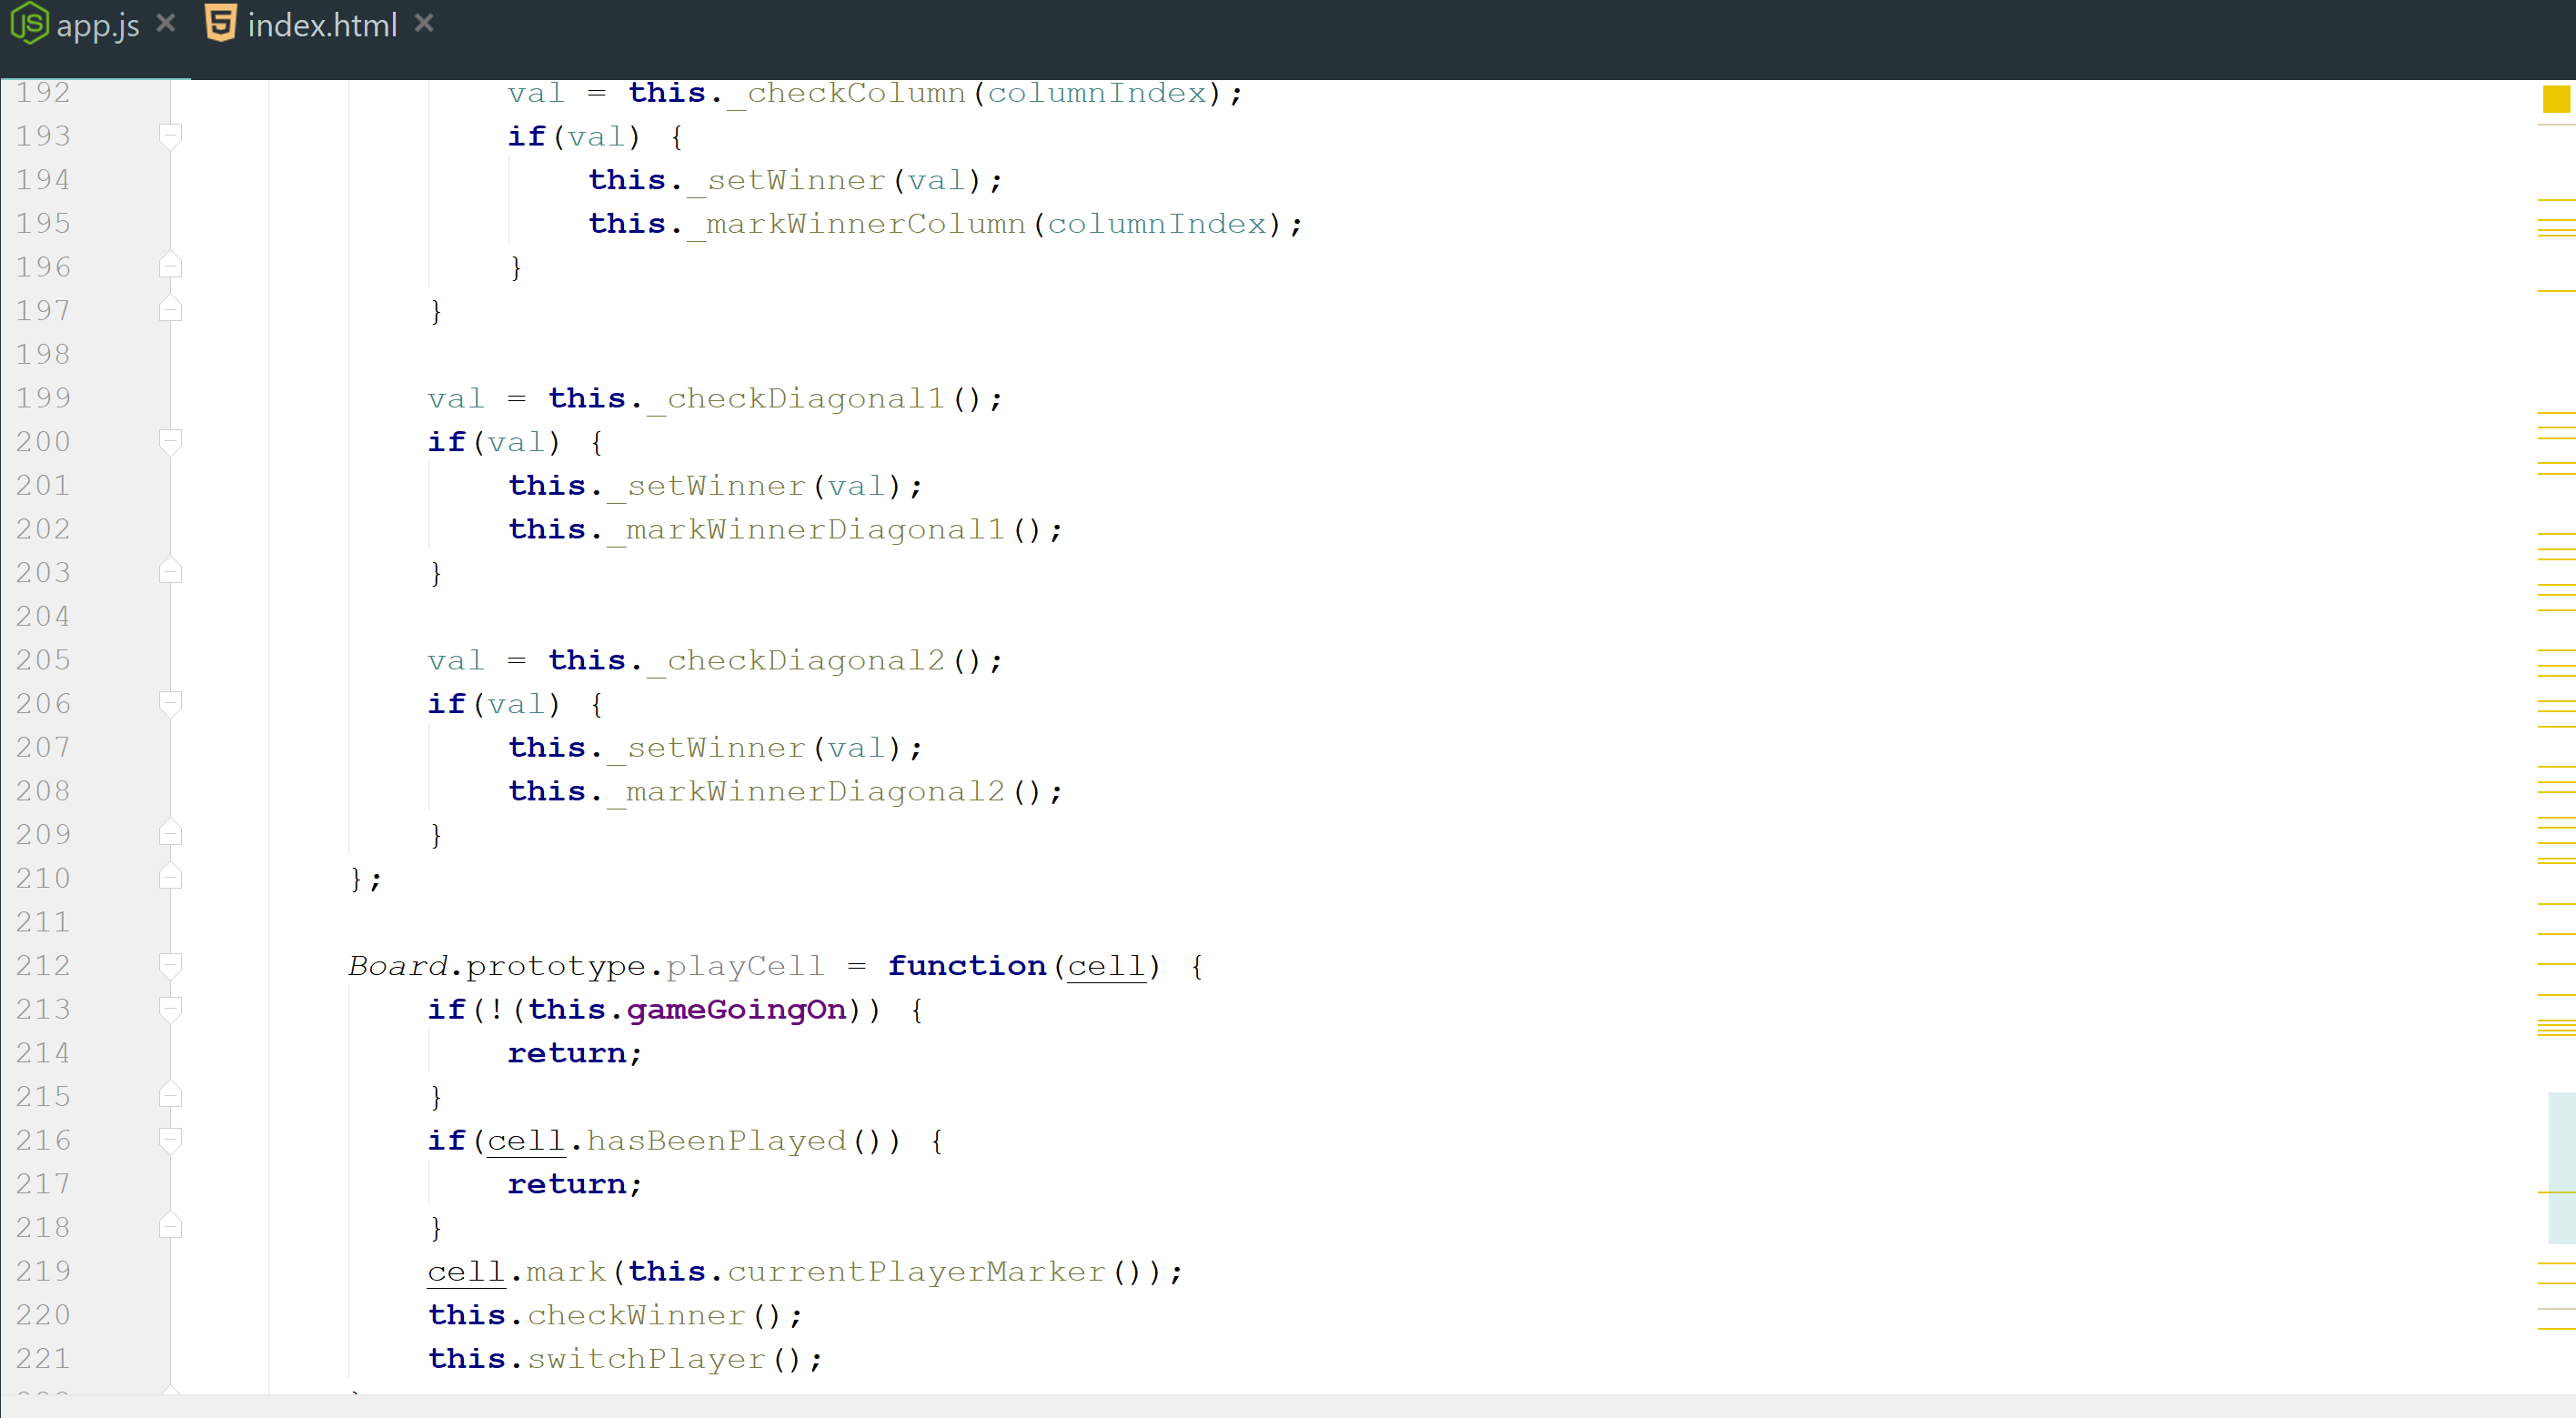 app.js × index.html ×
192 val = this._checkColumn(columnIndex);
193 if(val) {
194 this._setWinner(val);
195 this._markWinnerColumn(columnIndex);
196 }
197 }
198
199 val = this._checkDiagonal1();
200 if(val) {
201 this._setWinner(val);
202 this._markWinnerDiagonal1();
203 }
204
205 val = this._checkDiagonal2();
206 if(val) {
207 this._setWinner(val);
208 this._markWinnerDiagonal2();
209 }
210 };
211
212 Board.prototype.playCell = function(cell) {
213 if(!(this.gameGoingOn)) {
214 return;
215 }
216 if(cell.hasBeenPlayed()) {
217 return;
218 }
219 cell.mark(this.currentPlayerMarker());
220 this.checkWinner();
221 this.switchPlayer();